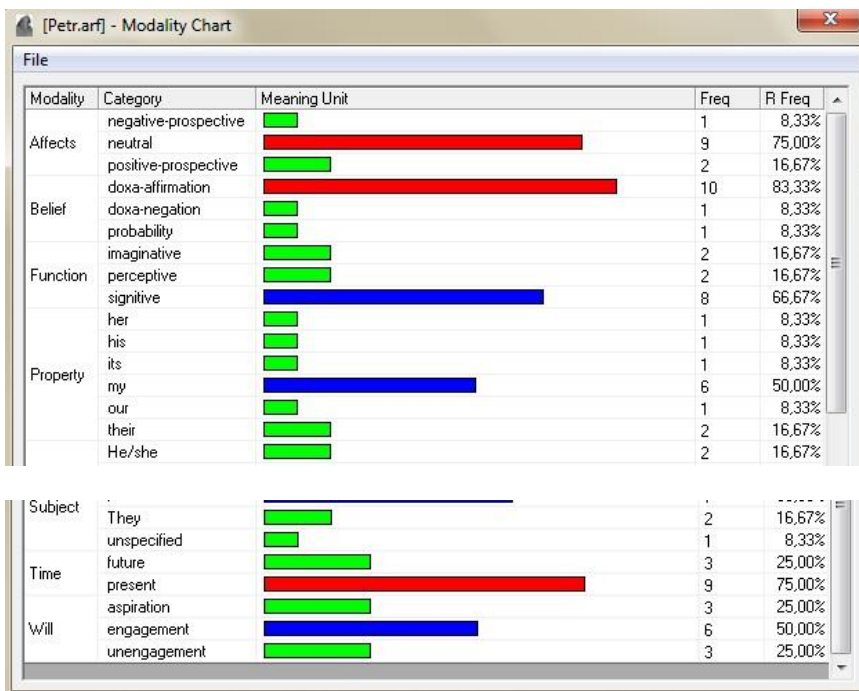 [Petr.arf] - Modality Chart
File
Modality Category Meaning Unit Freq R Freq
negative-prospective 1 8,33%
Affects neutral 9 75,00%
positive-prospective 2 16,67%
doxa-affirmation 10 83,33%
Belief doxa-negation 1 8,33%
probability 1 8,33%
imaginative 2 16,67%
Function perceptive 2 16,67%
signitive 8 66,67%
her 1 8,33%
his 1 8,33%
its 1 8,33%
Property my 6 50,00%
our 1 8,33%
their 2 16,67%
He/she 2 16,67%
Subject
They 2 16,67%
unspecified 1 8,33%
Time future 3 25,00%
present 9 75,00%
aspiration 3 25,00%
Will engagement 6 50,00%
unengagement 3 25,00%